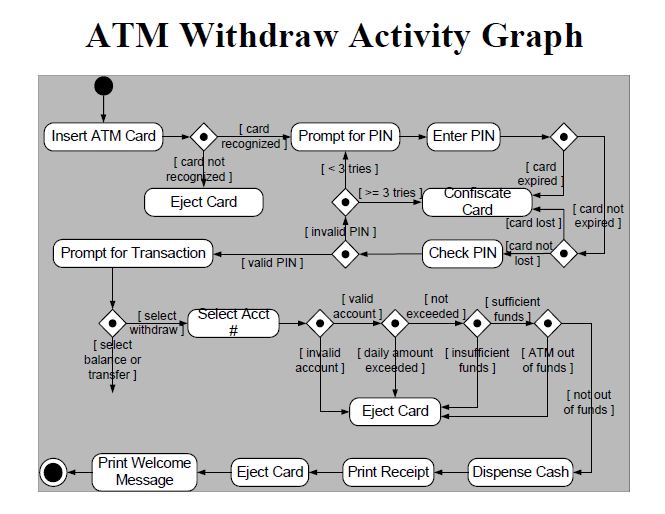 ATM Withdraw Activity Graph
Insert ATM Card
[ card
recognized ]
Prompt for PIN
Enter PIN
[ card not
recognized ]
[ < 3 tries ]
[ card
expired ]
Eject Card
[ >= 3 tries ]
Confiscate
Card
[card lost ]
[ card not
expired ]
[ invalid PIN ]
Prompt for Transaction
[ valid PIN ]
Check PIN
[card not
lost ]
[ select
withdraw ]
Select Acct
#
[ valid
account ]
[ not
exceeded ]
[ sufficient
funds ]
[ select
balance or
transfer ]
[ invalid
account ]
[ daily amount
exceeded ]
[ insufficient
funds ]
[ ATM out
of funds ]
[ not out
of funds ]
Eject Card
Print Welcome
Message
Eject Card
Print Receipt
Dispense Cash